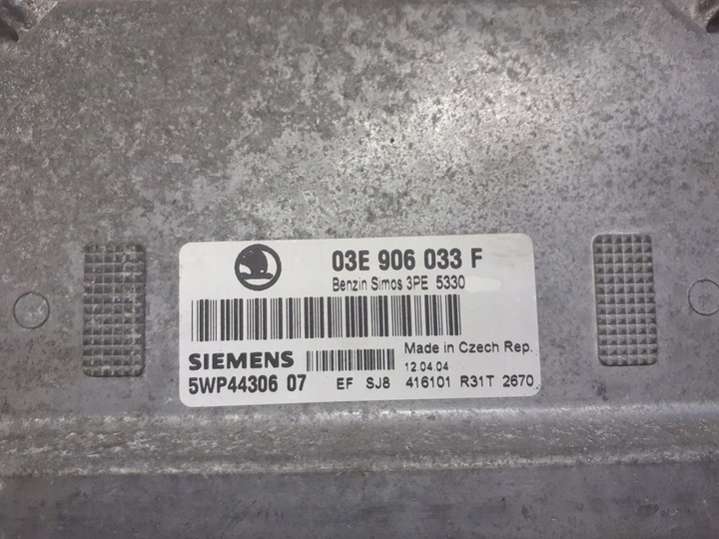 03E 906 033 F
Benzin Simos 3PE 5330
SIEMENS
Made in Czech Rep.
12.04.04
5WP44306 07
EF SJ8 416101 R31T 2670